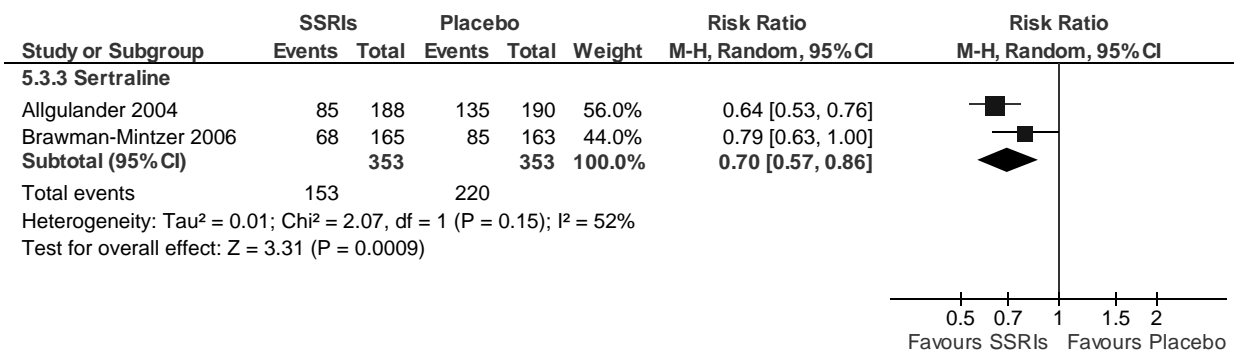 SSRIs Placebo Risk Ratio Risk Ratio
Study or Subgroup Events Total Events Total Weight M-H, Random, 95% CI M-H, Random, 95% CI
5.3.3 Sertraline
Allgulander 2004 85 188 135 190 56.0% 0.64 [0.53, 0.76]
Brawman-Mintzer 2006 68 165 85 163 44.0% 0.79 [0.63, 1.00]
Subtotal (95% CI) 353 353 100.0% 0.70 [0.57, 0.86]
Total events 153 220
Heterogeneity: Tau² = 0.01; Chi² = 2.07, df = 1 (P = 0.15); I² = 52%
Test for overall effect: Z = 3.31 (P = 0.0009)
0.5 0.7 1 1.5 2
Favours SSRIs Favours Placebo